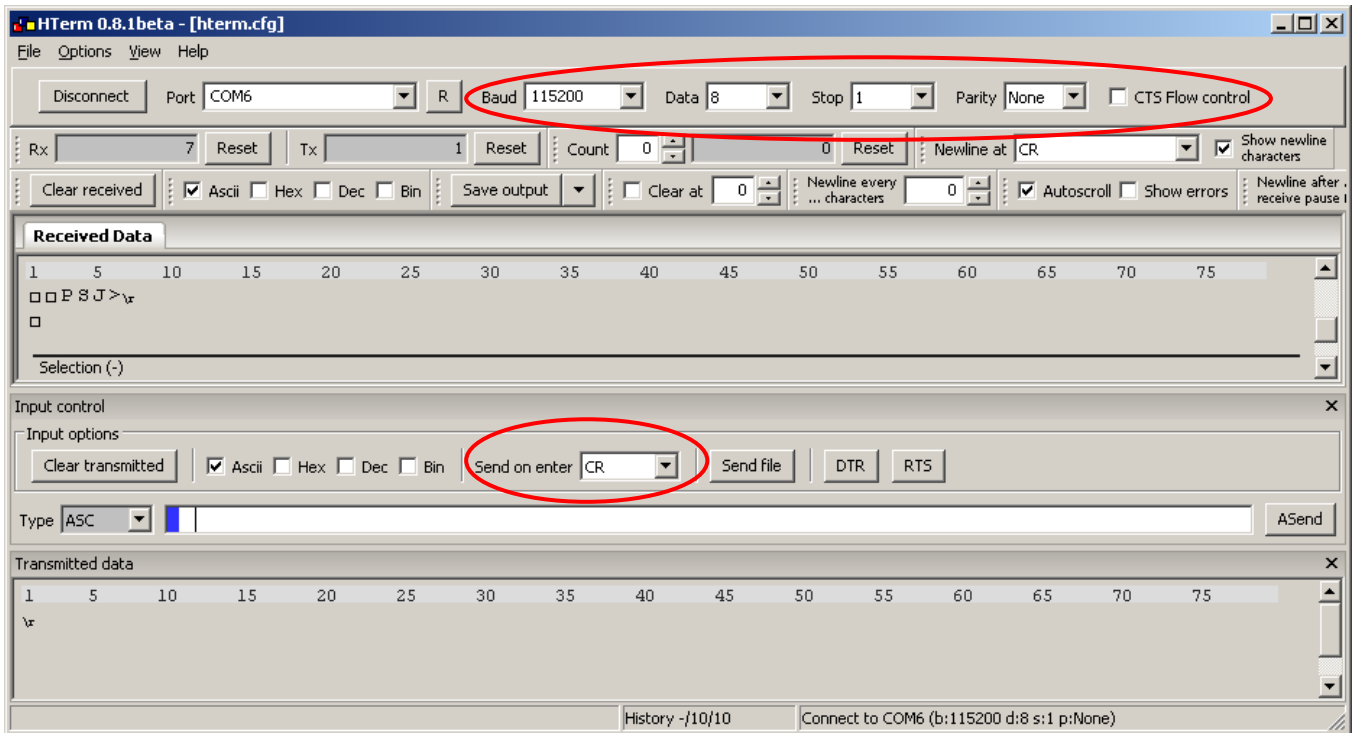 HTerm 0.8.1beta - [hterm.cfg]
File Options View Help
Disconnect Port COM6 R Baud 115200 Data 8 Stop 1 Parity None CTS Flow control
Rx 7 Reset Tx 1 Reset Count 0 0 Reset Newline at CR Show newline characters
Clear received Ascii Hex Dec Bin Save output Clear at 0 Newline every ... characters 0 Autoscroll Show errors Newline after receive pause
Received Data
1 5 10 15 20 25 30 35 40 45 50 55 60 65 70 75
□□PSJ>\r
□
Selection (-)
Input control
Input options
Clear transmitted Ascii Hex Dec Bin Send on enter CR Send file DTR RTS
Type ASC ASend
Transmitted data
1 5 10 15 20 25 30 35 40 45 50 55 60 65 70 75
\r
History -/10/10 Connect to COM6 (b:115200 d:8 s:1 p:None)